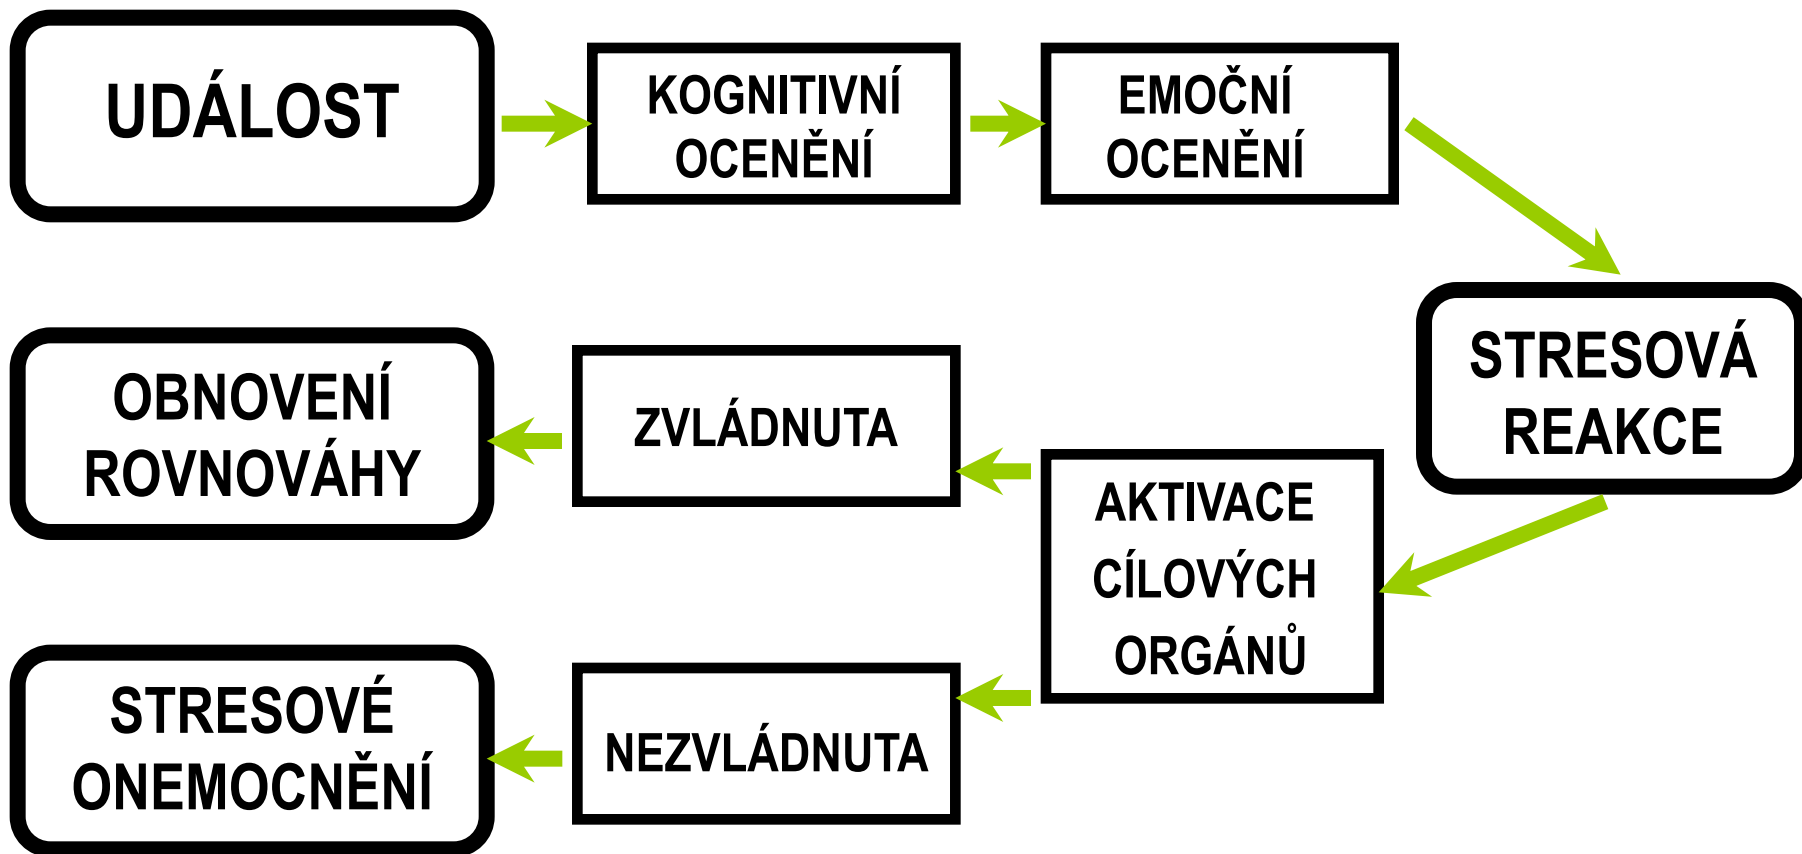 UDÁLOST
KOGNITIVNÍ
OCENĚNÍ
EMOČNÍ
OCENĚNÍ
STRESOVÁ
REAKCE
AKTIVACE
CÍLOVÝCH
ORGÁNŮ
ZVLÁDNUTA
OBNOVENÍ
ROVNOVÁHY
NEZVLÁDNUTA
STRESOVÉ
ONEMOCNĚNÍ